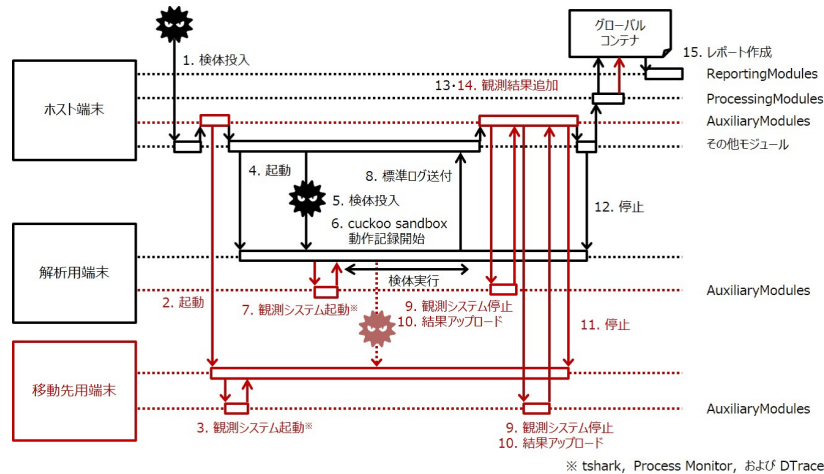 グローバル
コンテナ
1. 検体投入
15. レポート作成
13･14. 観測結果追加
ReportingModules
ProcessingModules
ホスト端末
AuxiliaryModules
その他モジュール
4. 起動
8. 標準ログ送付
5. 検体投入
6. cuckoo sandbox
動作記録開始
12. 停止
解析用端末
検体実行
AuxiliaryModules
2. 起動
7. 観測システム起動※
9. 観測システム停止
10. 結果アップロード
11. 停止
移動先用端末
AuxiliaryModules
3. 観測システム起動※
9. 観測システム停止
10. 結果アップロード
※ tshark, Process Monitor, および DTrace